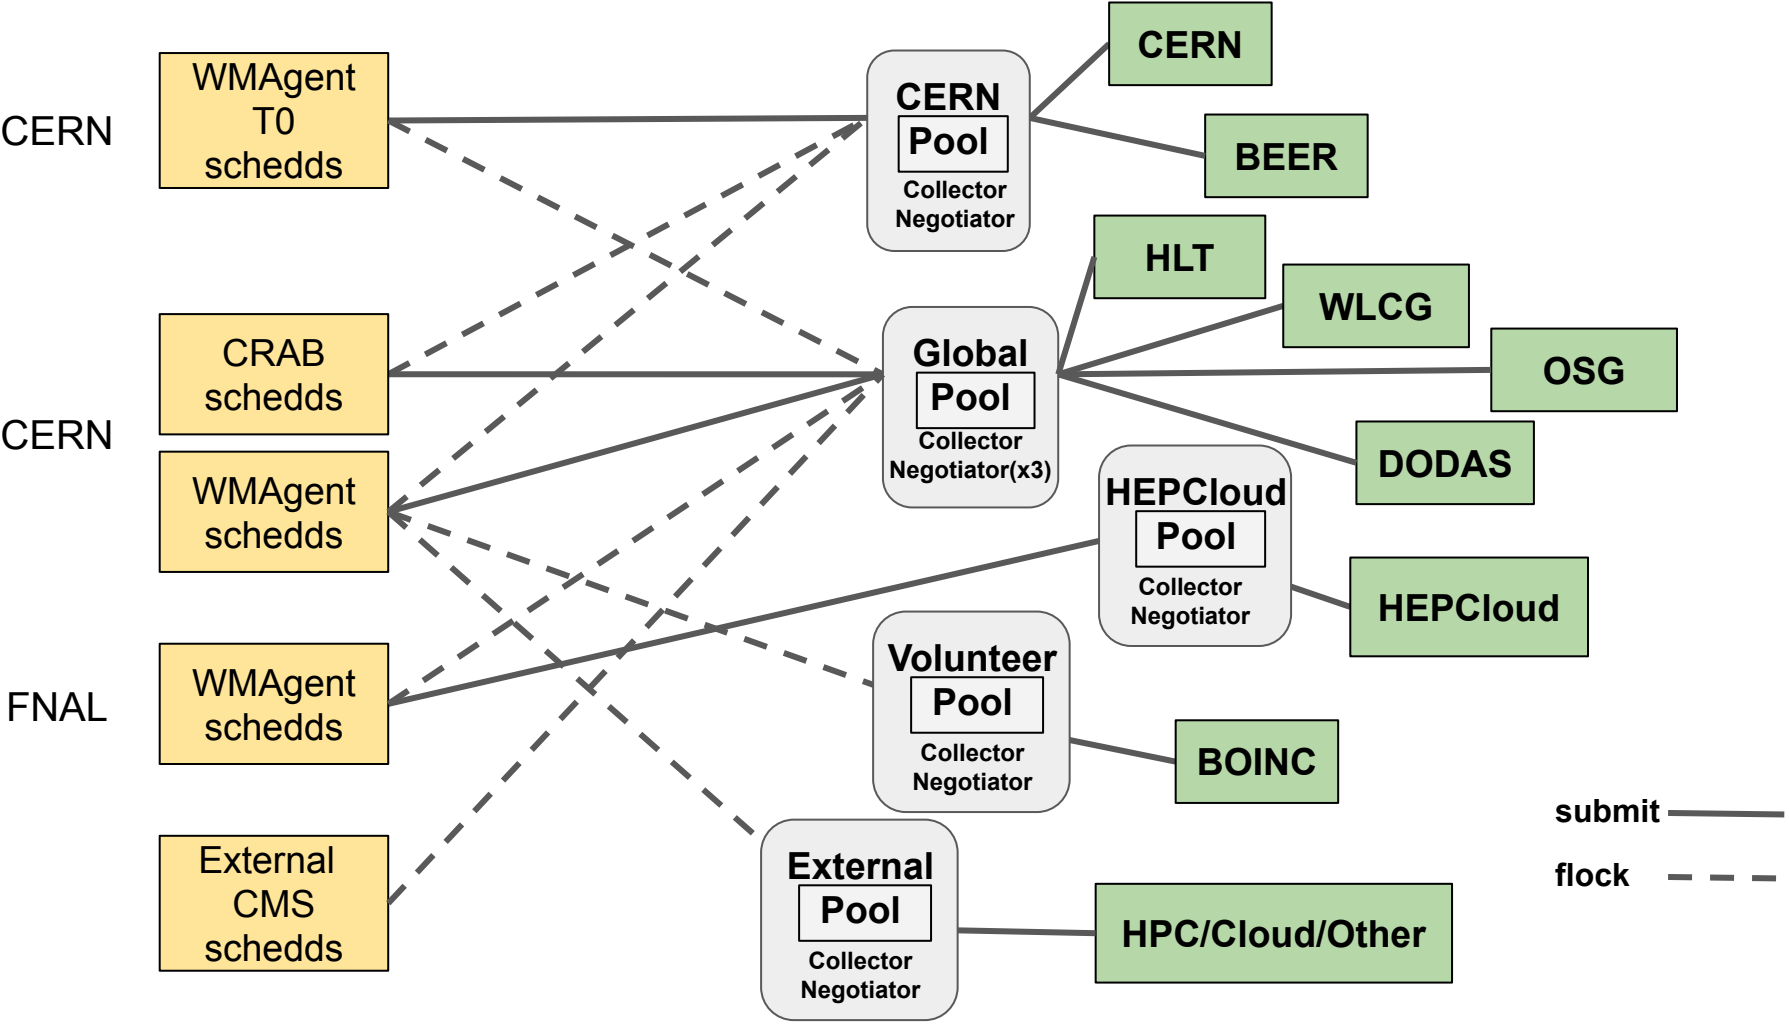 CERN
WMAgent
T0
schedds
CERN
CRAB
schedds
WMAgent
schedds
FNAL
WMAgent
schedds
External
CMS
schedds
CERN
Pool
Collector
Negotiator
Global
Pool
Collector
Negotiator(x3)
HEPCloud
Pool
Collector
Negotiator
Volunteer
Pool
Collector
Negotiator
External
Pool
Collector
Negotiator
CERN
BEER
HLT
WLCG
OSG
DODAS
HEPCloud
BOINC
HPC/Cloud/Other
submit
flock